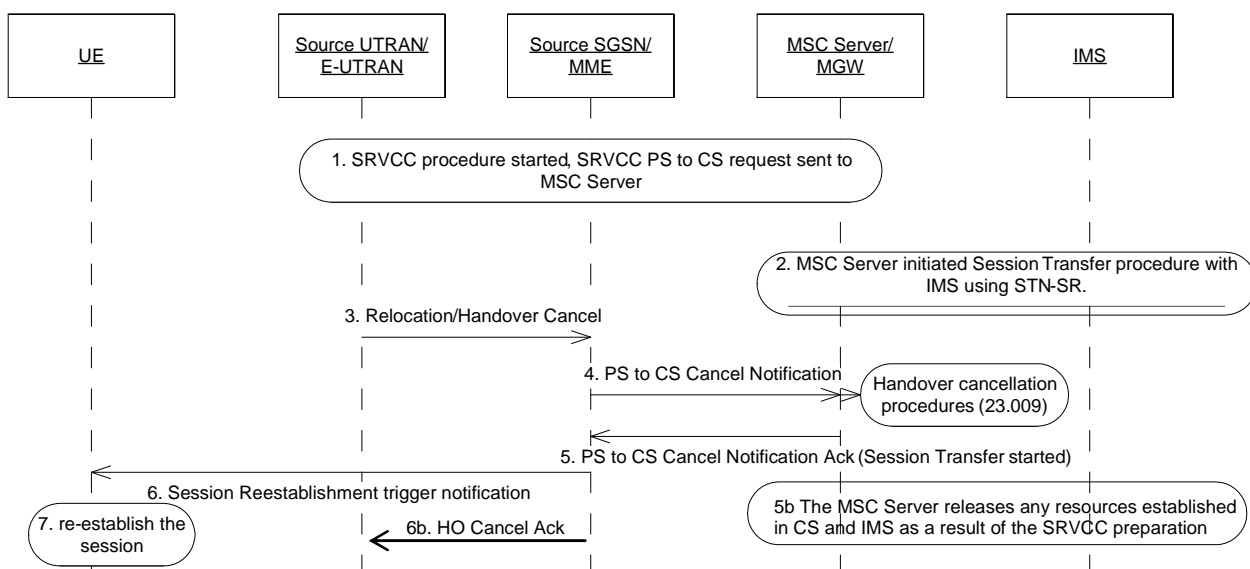 UE
Source UTRAN/
E-UTRAN
Source SGSN/
MME
MSC Server/
MGW
IMS
1. SRVCC procedure started, SRVCC PS to CS request sent to
MSC Server
2. MSC Server initiated Session Transfer procedure with
IMS using STN-SR.
3. Relocation/Handover Cancel
4. PS to CS Cancel Notification
Handover cancellation
procedures (23.009)
5. PS to CS Cancel Notification Ack (Session Transfer started)
6. Session Reestablishment trigger notification
5b The MSC Server releases any resources established
in CS and IMS as a result of the SRVCC preparation
7. re-establish the
session
6b. HO Cancel Ack